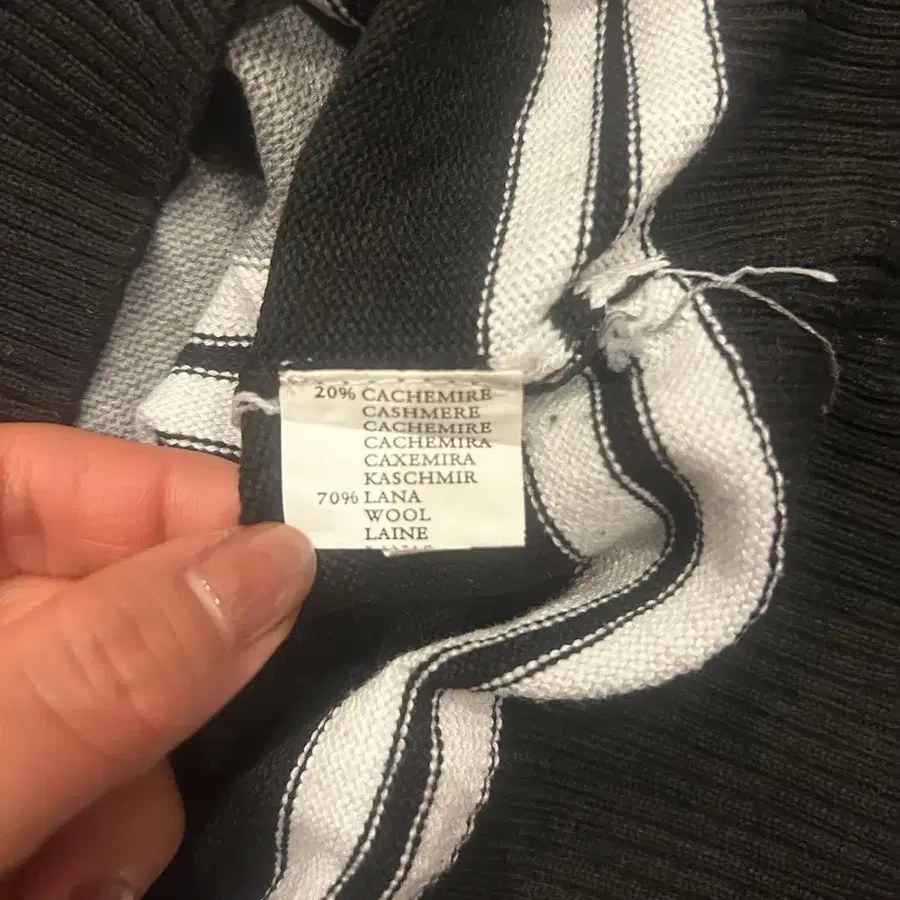 20% CACHEMIRE
CASHMERE
CACHEMIRE
CACHEMIRA
CAXEMIRA
KASCHMIR
70% LANA
WOOL
LAINE